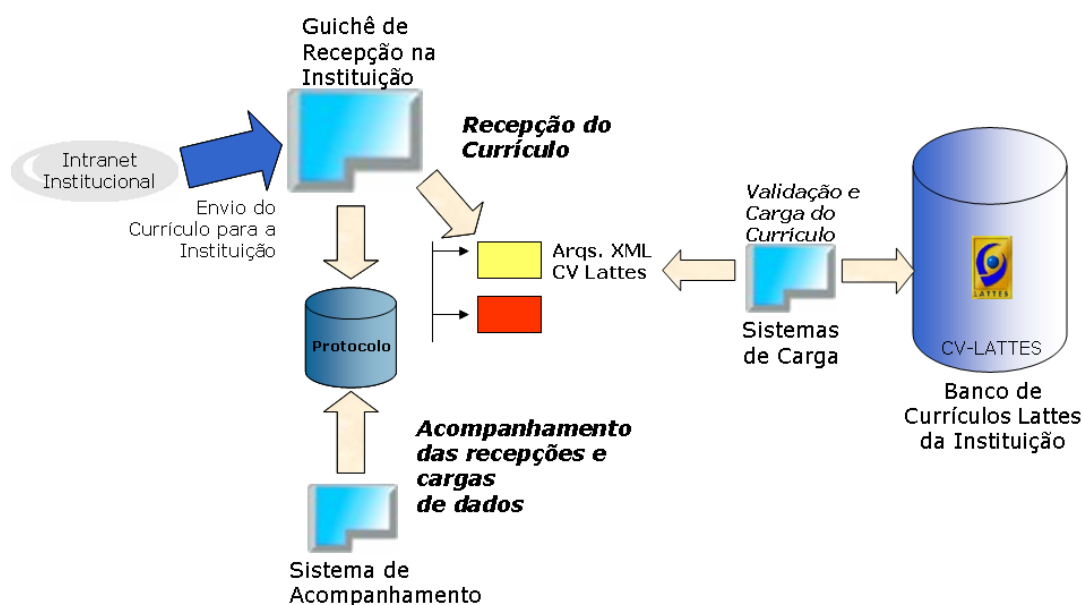 Guichê de
Recepção na
Instituição
Recepção do
Currículo
Intranet
Institucional
Envio do
Currículo para a
Instituição
Arqs. XML
CV Lattes
Validação e
Carga do
Currículo
LATTES
Sistemas
de Carga
CV-LATTES
Banco de
Currículos Lattes
da Instituição
Protocolo
Acompanhamento
das recepções e
cargas
de dados
Sistema de
Acompanhamento